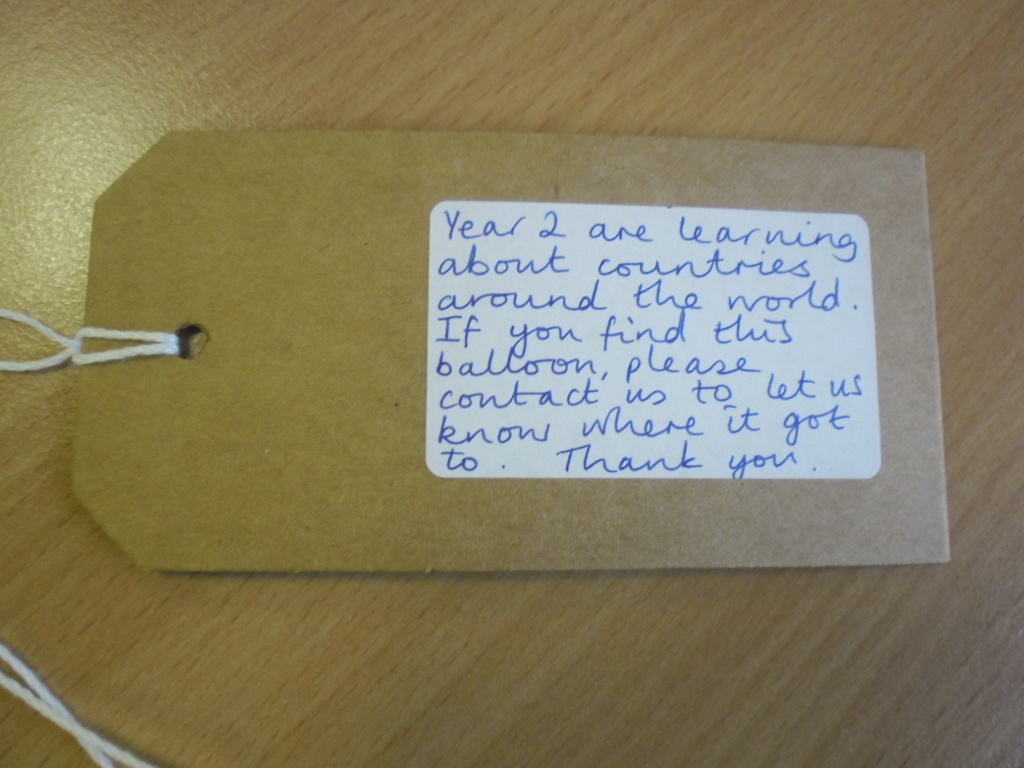 Year 2 are learning
about countries
around the world.
If you find this
balloon, please
contact us to let us
know where it got
to. Thank you.